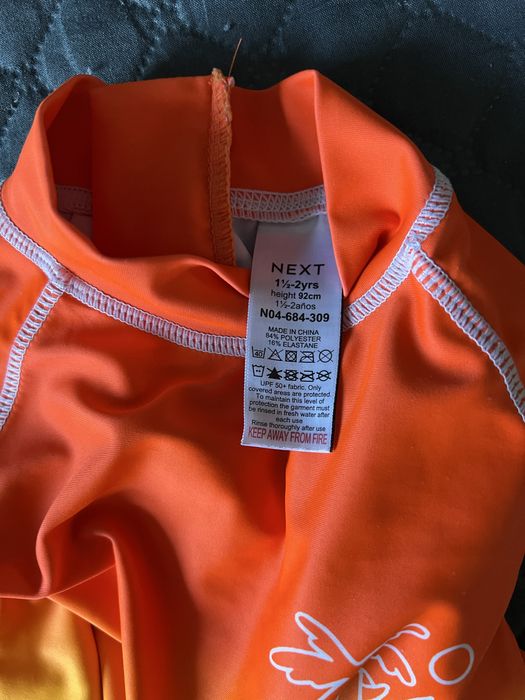 NEXT
1½-2yrs
height 92cm
1½-2años
N04-684-309
MADE IN CHINA
84% POLYESTER
16% ELASTANE
40
UPF 50+ fabric. Only
covered areas are protected.
To maintain this level of
protection the garment must
be rinsed in fresh water after
each use
Rinse thoroughly after use
KEEP AWAY FROM FIRE